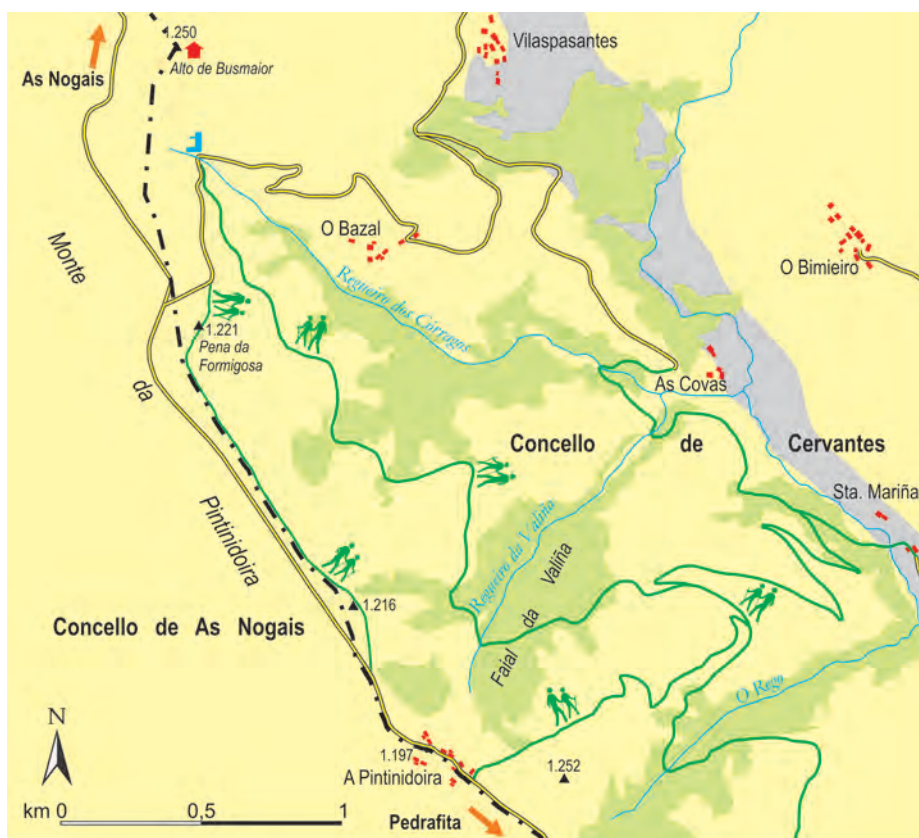 1.250
Vilaspasantes
As Nogais
Alto de Busmaior
O Bazal
O Bimieiro
Monte
da
Pintinidoira
Regueiro dos Córragos
1.221
Pena da
Formigosa
As Covas
Concello de Cervantes
Sta. Mariña
Regueiro da Valiña
Faial da Valiña
1.216
Concello de As Nogais
O Rego
N
1.197
A Pintinidoira
1.252
km 0 0,5 1
Pedrafita